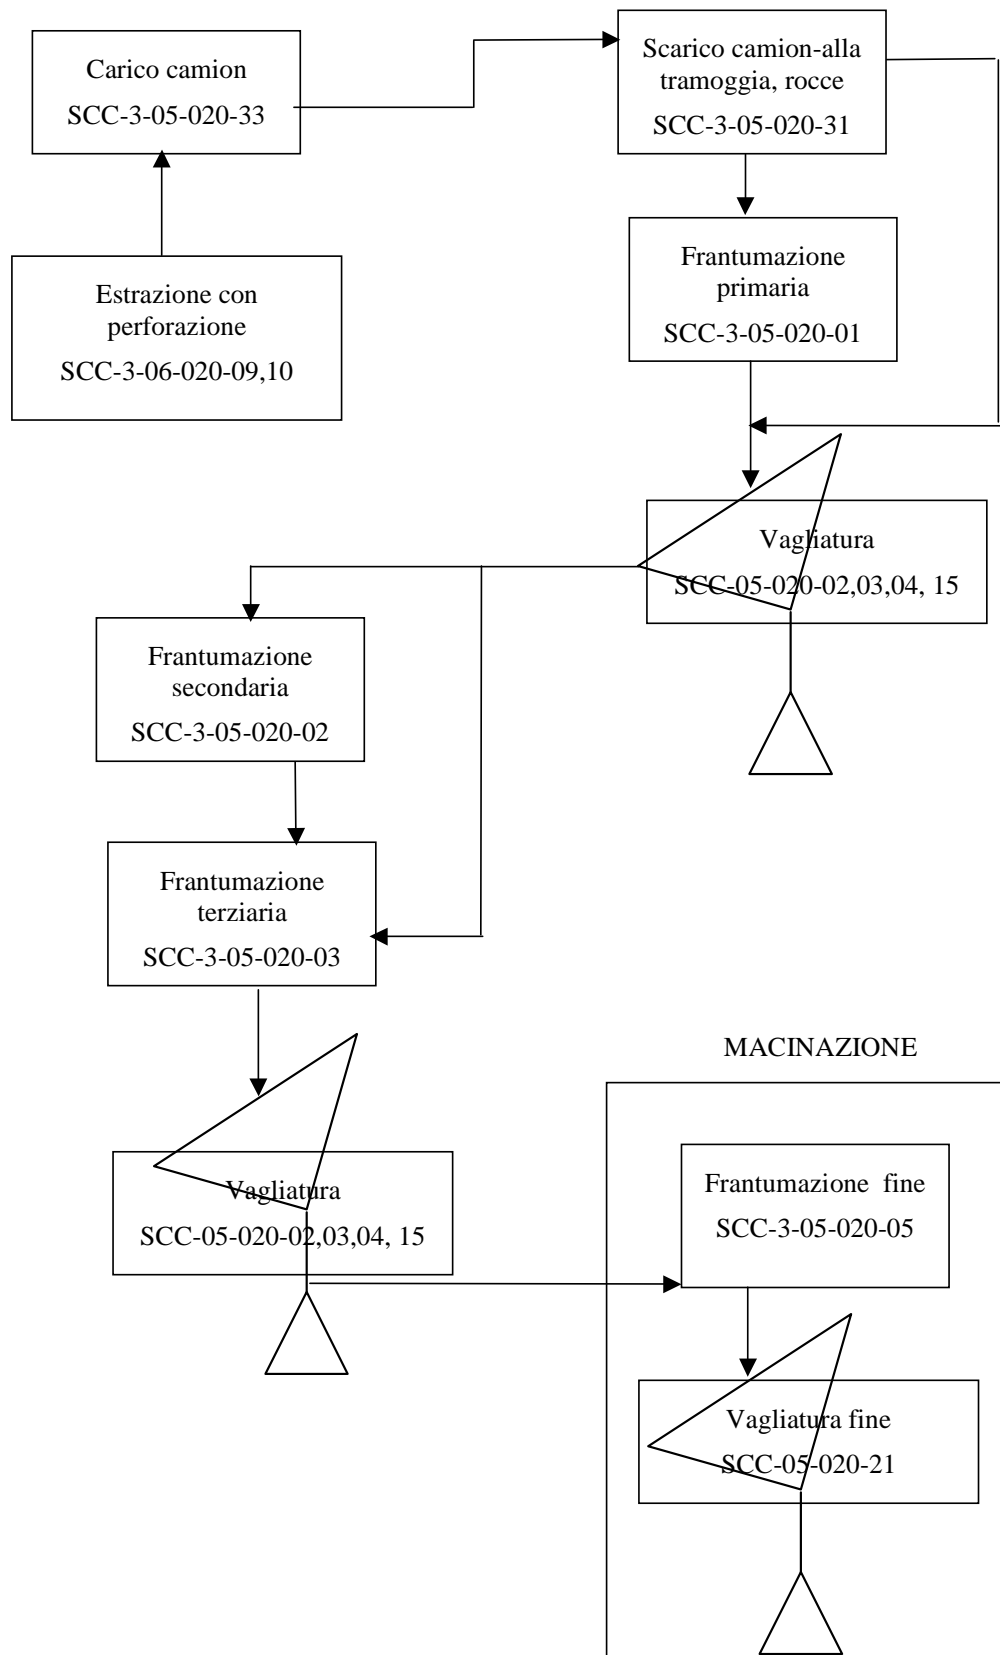 Carico camion
SCC-3-05-020-33
Scarico camion-alla
tramoggia, rocce
SCC-3-05-020-31
Estrazione con
perforazione
SCC-3-06-020-09,10
Frantumazione
primaria
SCC-3-05-020-01
Vagliatura
SCC-05-020-02,03,04, 15
Frantumazione
secondaria
SCC-3-05-020-02
Frantumazione
terziaria
SCC-3-05-020-03
Vagliatura
SCC-05-020-02,03,04, 15
MACINAZIONE
Frantumazione fine
SCC-3-05-020-05
Vagliatura fine
SCC-05-020-21